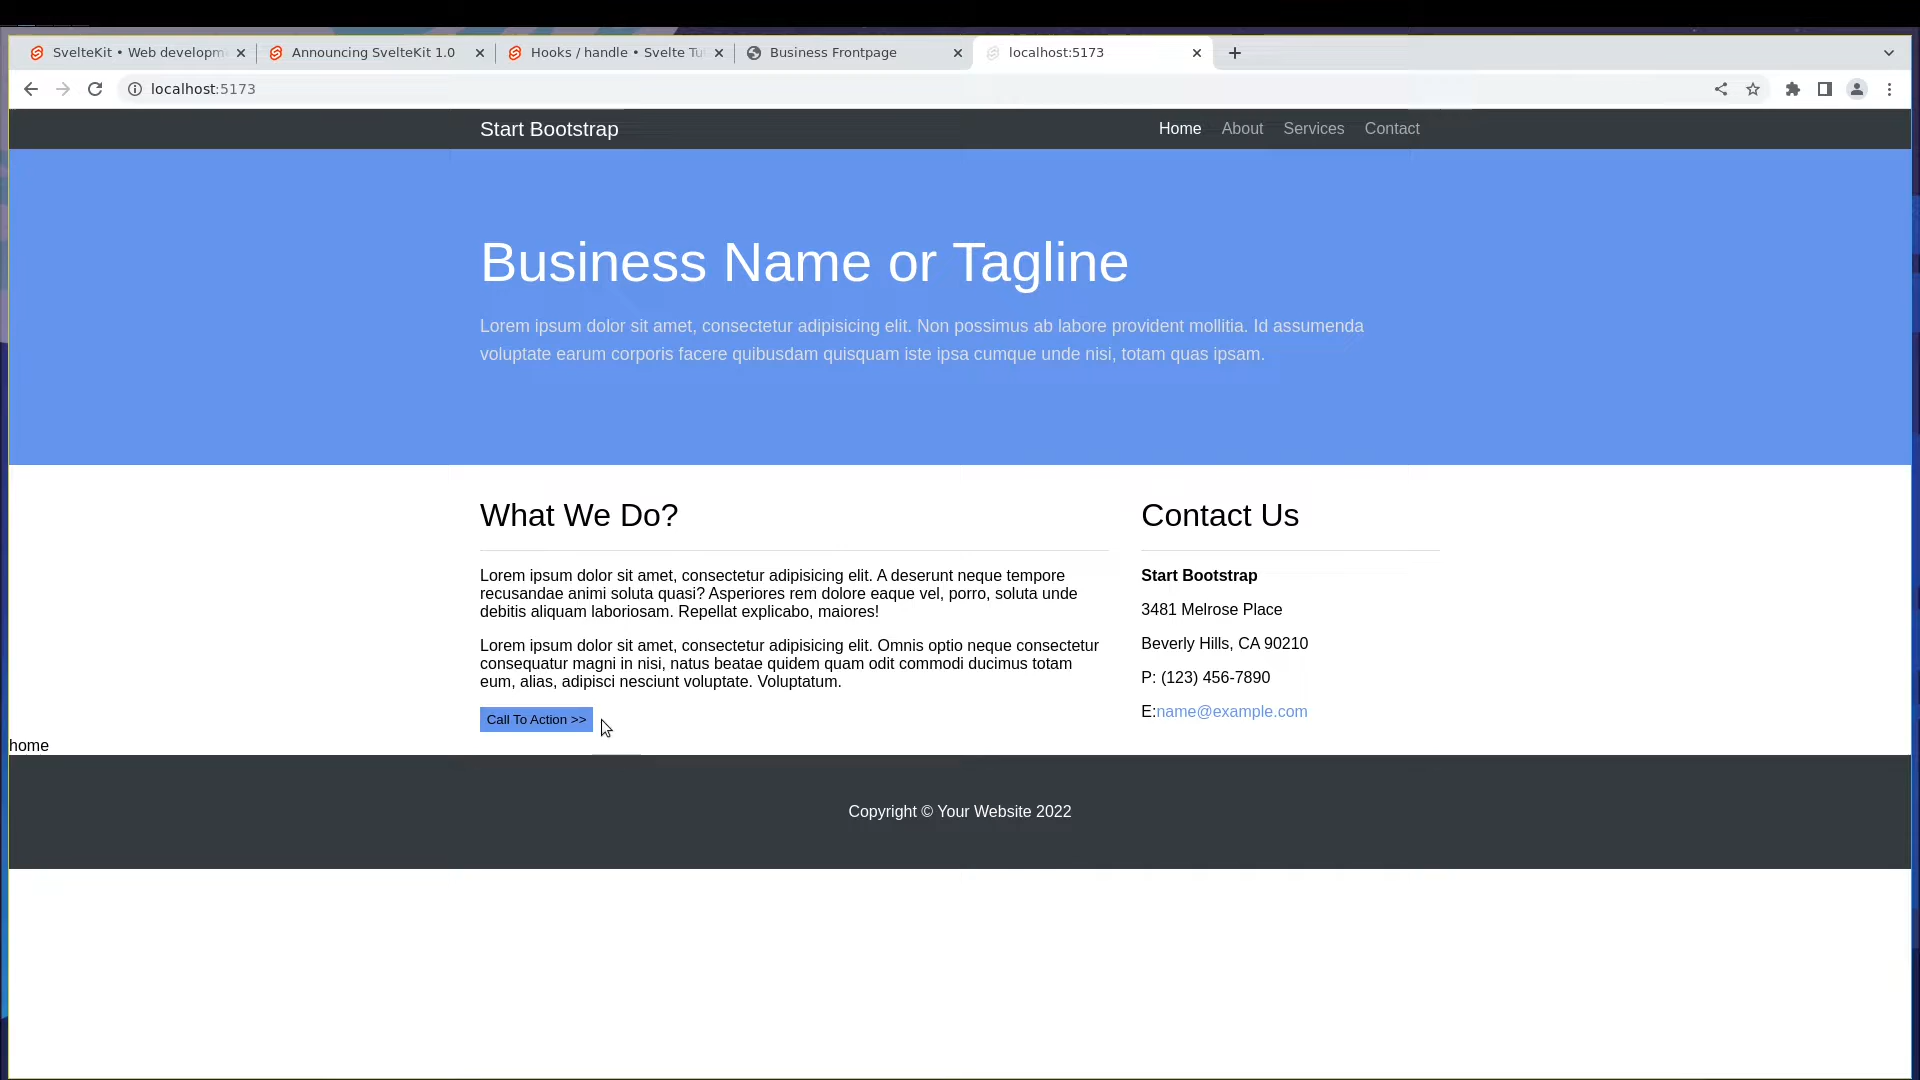 SvelteKit • Web developm
Announcing SvelteKit 1.0
Hooks / handle • Svelte Tu
Business Frontpage
localhost:5173
localhost:5173
Start Bootstrap
Home About Services Contact
Business Name or Tagline
Lorem ipsum dolor sit amet, consectetur adipisicing elit. Non possimus ab labore provident mollitia. Id assumenda
voluptate earum corporis facere quibusdam quisquam iste ipsa cumque unde nisi, totam quas ipsam.
What We Do?
Lorem ipsum dolor sit amet, consectetur adipisicing elit. A deserunt neque tempore
recusandae animi soluta quasi? Asperiores rem dolore eaque vel, porro, soluta unde
debitis aliquam laboriosam. Repellat explicabo, maiores!
Lorem ipsum dolor sit amet, consectetur adipisicing elit. Omnis optio neque consectetur
consequatur magni in nisi, natus beatae quidem quam odit commodi ducimus totam
eum, alias, adipisci nesciunt voluptate. Voluptatum.
Call To Action >>
Contact Us
Start Bootstrap
3481 Melrose Place
Beverly Hills, CA 90210
P: (123) 456-7890
E:name@example.com
home
Copyright © Your Website 2022